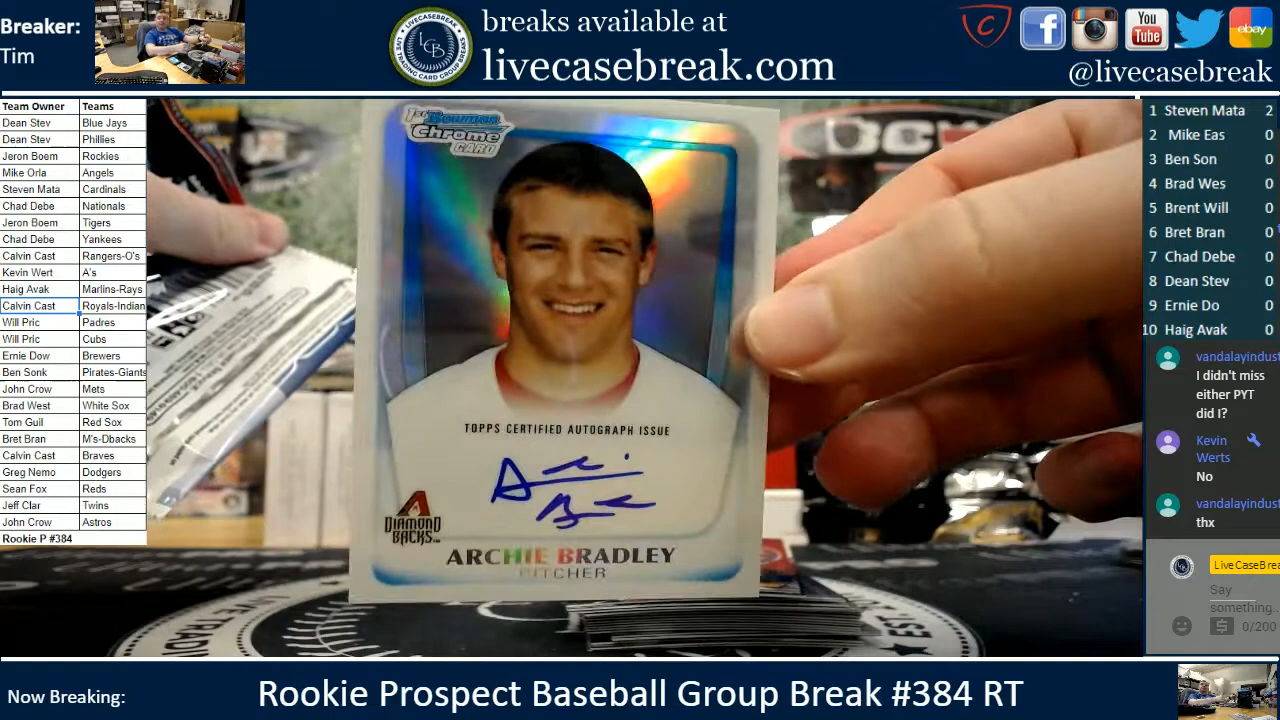 Breaker:
Tim
LCB
breaks available at
livecasebreak.com
You
Tube
ebay
@livecasebreak
Team Owner Teams
Dean Stev Blue Jays
Dean Stev Phillies
Jeron Boem Rockies
Mike Orla Angels
Steven Mata Cardinals
Chad Debe Nationals
Jeron Boem Tigers
Chad Debe Yankees
Calvin Cast Rangers-O's
Kevin Wert A's
Haig Avak Marlins-Rays
Calvin Cast Royals-Indian
Will Pric Padres
Will Pric Cubs
Ernie Dow Brewers
Ben Sonk Pirates-Giants
John Crow Mets
Brad West White Sox
Tom Guil Red Sox
Bret Bran M's-Dbacks
Calvin Cast Braves
Greg Nemo Dodgers
Sean Fox Reds
Jeff Clar Twins
John Crow Astros
Rookie P #384
1st Bowman
Chrome
CARD
TOPPS CERTIFIED AUTOGRAPH ISSUE
DIAMOND
BACKS
ARCHIE BRADLEY
PITCHER
1 Steven Mata 2
2 Mike Eas 0
3 Ben Son 0
4 Brad Wes 0
5 Brent Will 0
6 Bret Bran 0
7 Chad Debe 0
8 Dean Stev 0
9 Ernie Do 0
10 Haig Avak 0
vandalayindust
I didn't miss
either PYT
did I?
Kevin
Werts
No
vandalayindust
thx
LiveCaseBrea
Say
something...
0/200
Now Breaking:
Rookie Prospect Baseball Group Break #384 RT